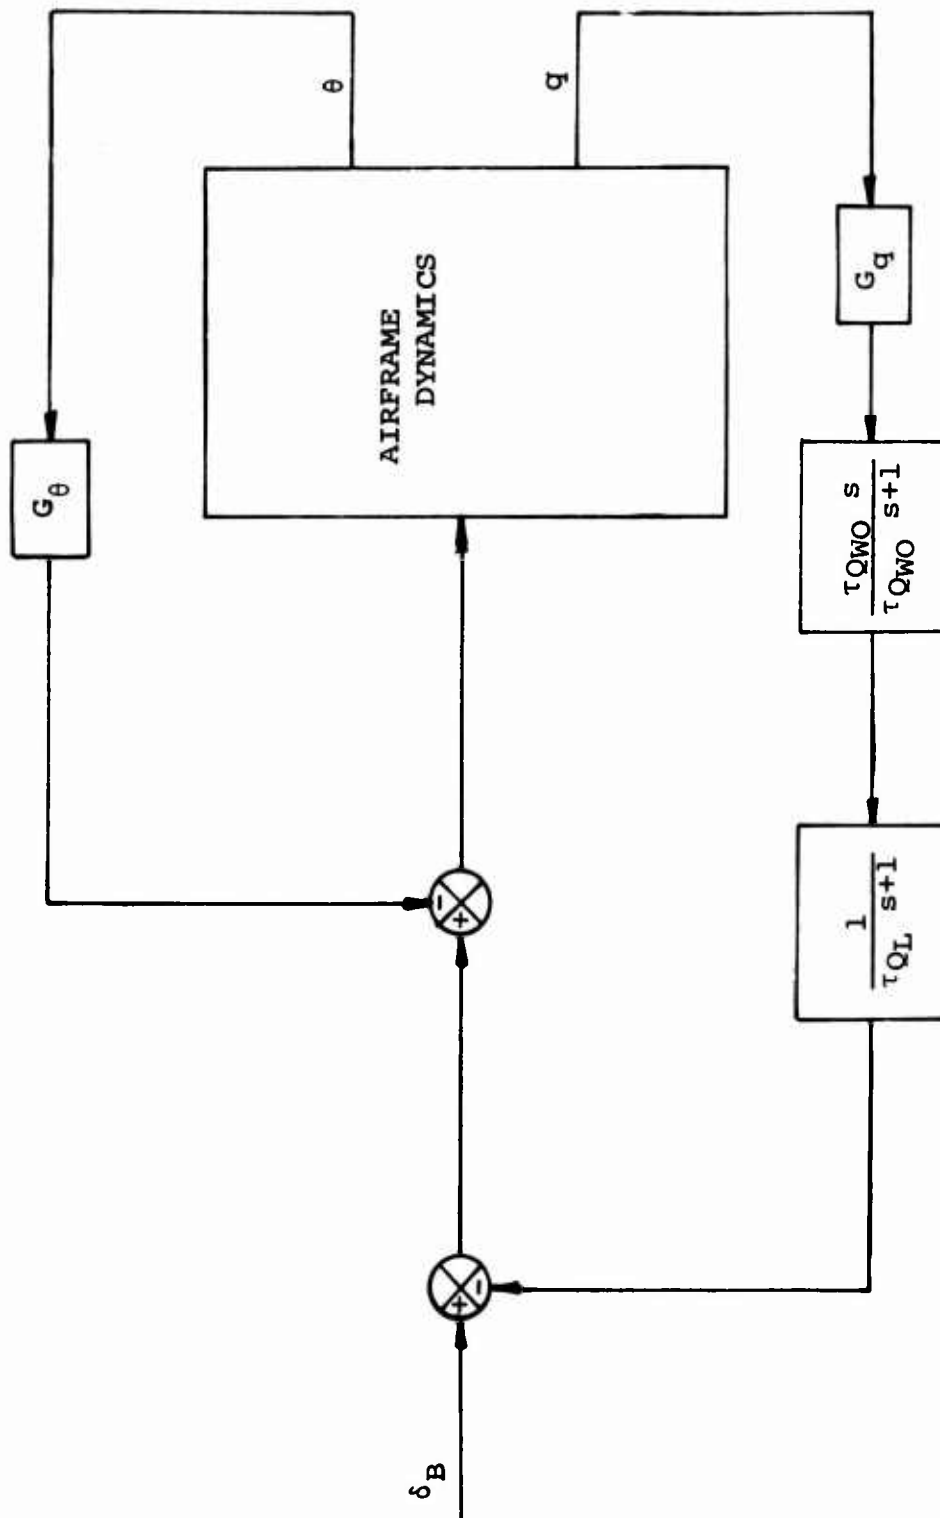 θ
G_θ
q
AIRFRAME
DYNAMICS
G_q
τ_QWO s
τ_QWO s+1
1
τ_QL s+1
-
+
+
-
δ_B